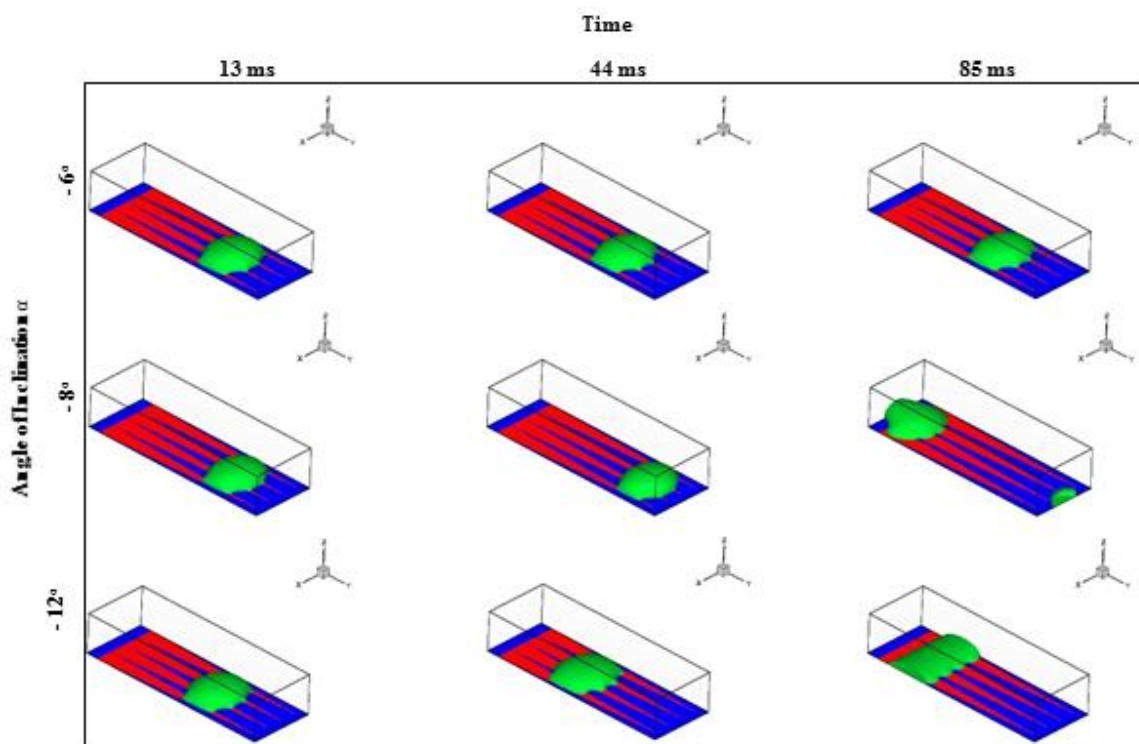 Time
13 ms
44 ms
85 ms
Angle of Inclination α
- 6°
Z
X
Y
Z
X
Y
Z
X
Y
- 8°
Z
X
Y
Z
X
Y
Z
X
Y
- 12°
Z
X
Y
Z
X
Y
Z
X
Y